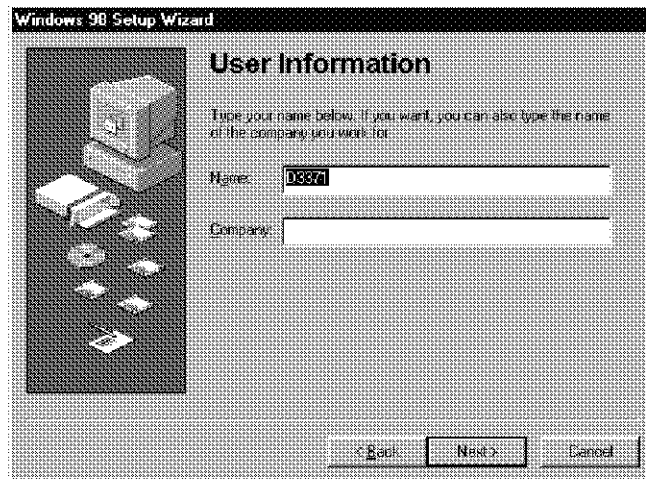 Windows 98 Setup Wizard
User Information
Type your name below. If you want, you can also type the name
of the company you work for.
Name:
D3371
Company:
< Back
Next >
Cancel